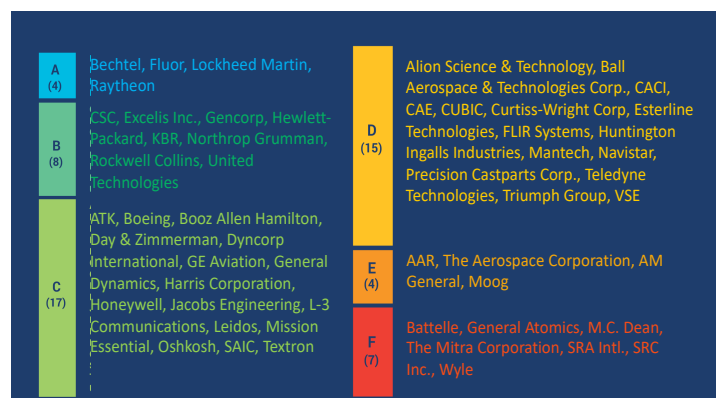 A
(4)
Bechtel, Fluor, Lockheed Martin,
Raytheon
B
(8)
CSC, Excelis Inc., Gencorp, Hewlett-
Packard, KBR, Northrop Grumman,
Rockwell Collins, United
Technologies
C
(17)
ATK, Boeing, Booz Allen Hamilton,
Day & Zimmerman, Dyncorp
International, GE Aviation, General
Dynamics, Harris Corporation,
Honeywell, Jacobs Engineering, L-3
Communications, Leidos, Mission
Essential, Oshkosh, SAIC, Textron
D
(15)
Alion Science & Technology, Ball
Aerospace & Technologies Corp., CACI,
CAE, CUBIC, Curtiss-Wright Corp, Esterline
Technologies, FLIR Systems, Huntington
Ingalls Industries, Mantech, Navistar,
Precision Castparts Corp., Teledyne
Technologies, Triumph Group, VSE
E
(4)
AAR, The Aerospace Corporation, AM
General, Moog
F
(7)
Battelle, General Atomics, M.C. Dean,
The Mitra Corporation, SRA Intl., SRC
Inc., Wyle